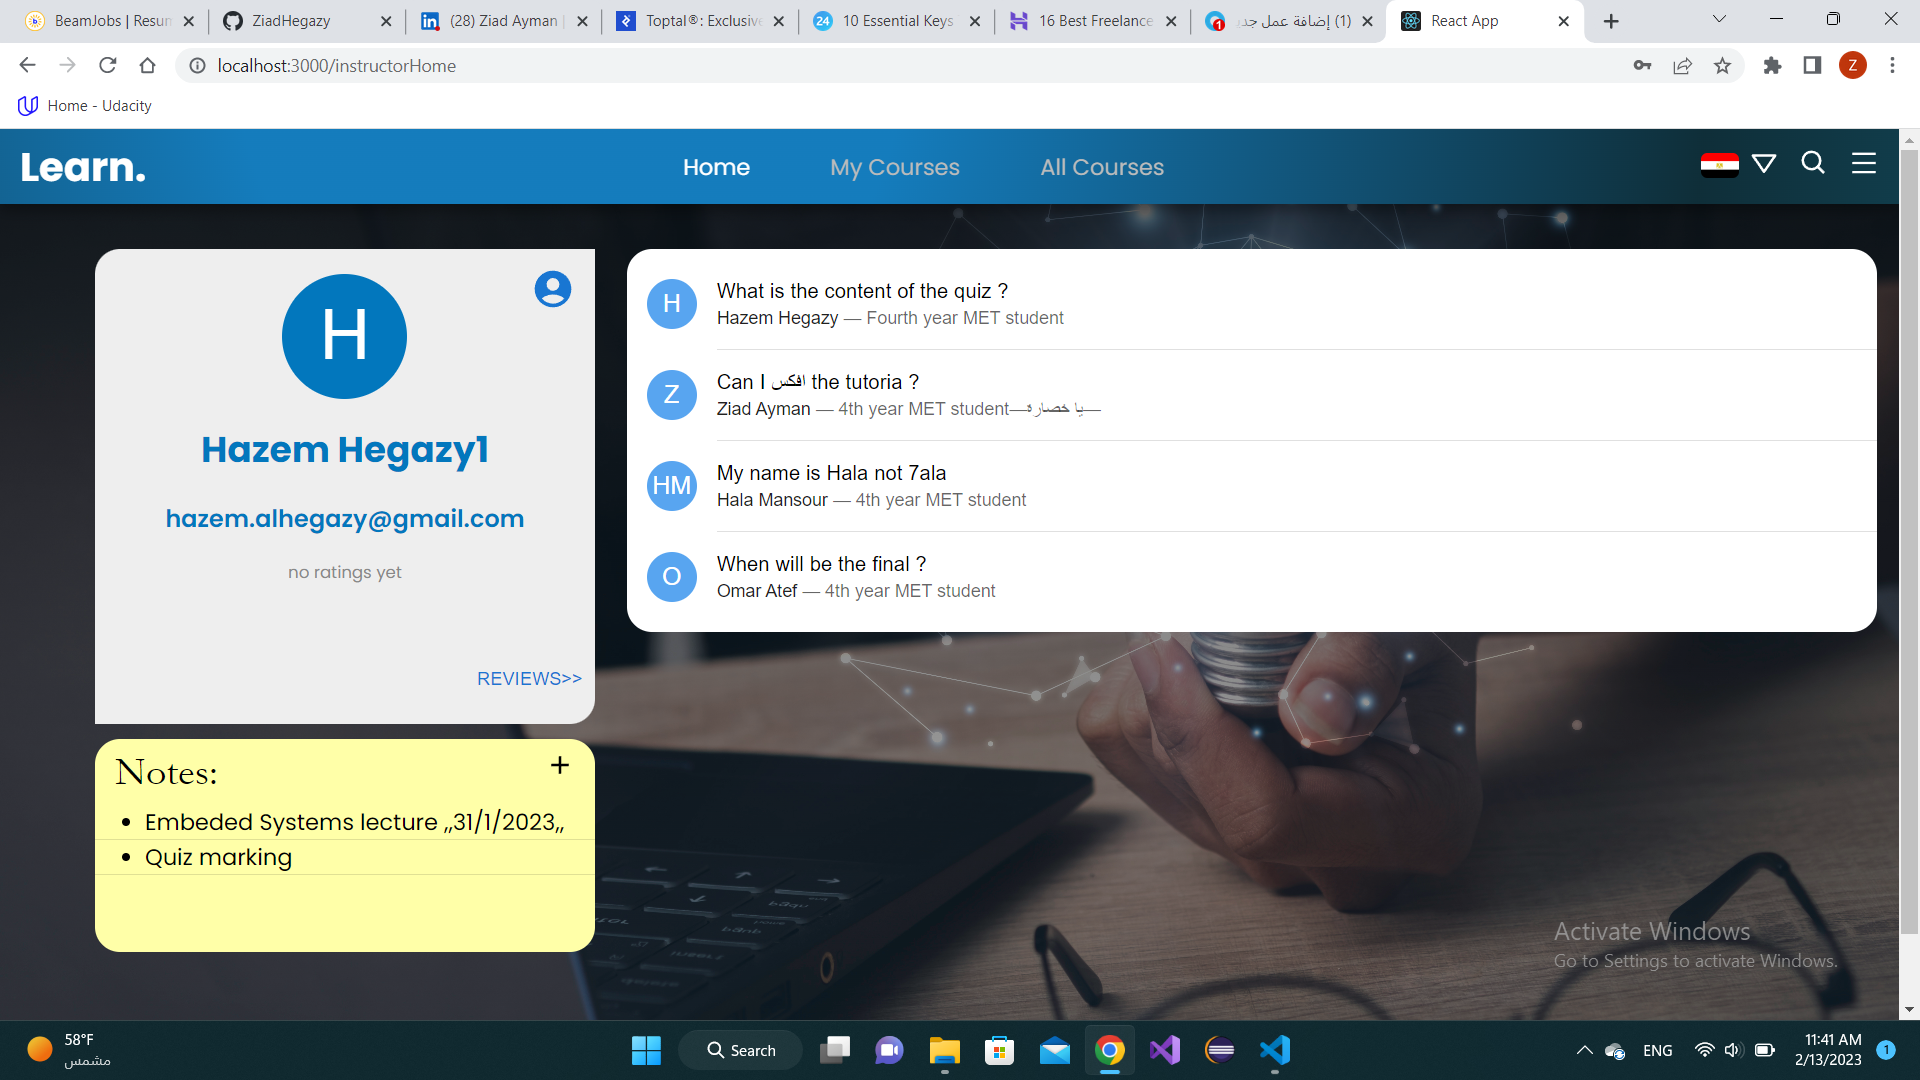 BeamJobs | Resum
ZiadHegazy
(28) Ziad Ayman |
Toptal®: Exclusive
24
10 Essential Keys
16 Best Freelance
(1) إضافة عمل جدي
1
React App
localhost:3000/instructorHome
Z
Home - Udacity
Learn.
Home
My Courses
All Courses
H
Hazem Hegazy1
hazem.alhegazy@gmail.com
no ratings yet
REVIEWS>>
H
What is the content of the quiz ?
Hazem Hegazy — Fourth year MET student
Z
Can I افكس the tutoria ?
Ziad Ayman — 4th year MET student—يا خصارة—
HM
My name is Hala not 7ala
Hala Mansour — 4th year MET student
O
When will be the final ?
Omar Atef — 4th year MET student
Notes:
+
• Embeded Systems lecture ,,31/1/2023,,
• Quiz marking
Activate Windows
Go to Settings to activate Windows.
58°F
مشمس
Search
ENG
11:41 AM
2/13/2023
1